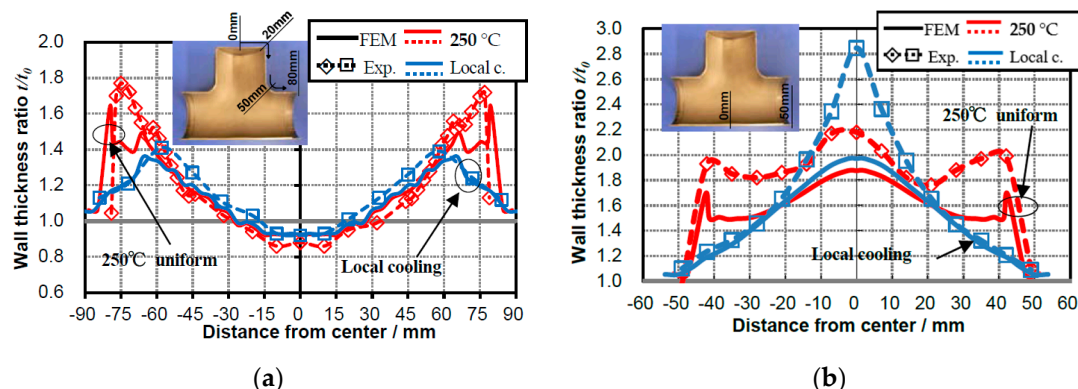 0mm
20mm
80mm
50mm
FEM
250 °C
Exp.
Local c.
Wall thickness ratio t/t0
2.0
1.8
1.6
1.4
1.2
1.0
0.8
0.6
250℃ uniform
Local cooling
-90 -75 -60 -45 -30 -15 0 15 30 45 60 75 90
Distance from center / mm
(a)
0mm
50mm
FEM
250 °C
Exp.
Local c.
Wall thickness ratio t/t0
3.0
2.8
2.6
2.4
2.2
2.0
1.8
1.6
1.4
1.2
1.0
250℃ uniform
Local cooling
-60 -50 -40 -30 -20 -10 0 10 20 30 40 50 60
Distance from center / mm
(b)